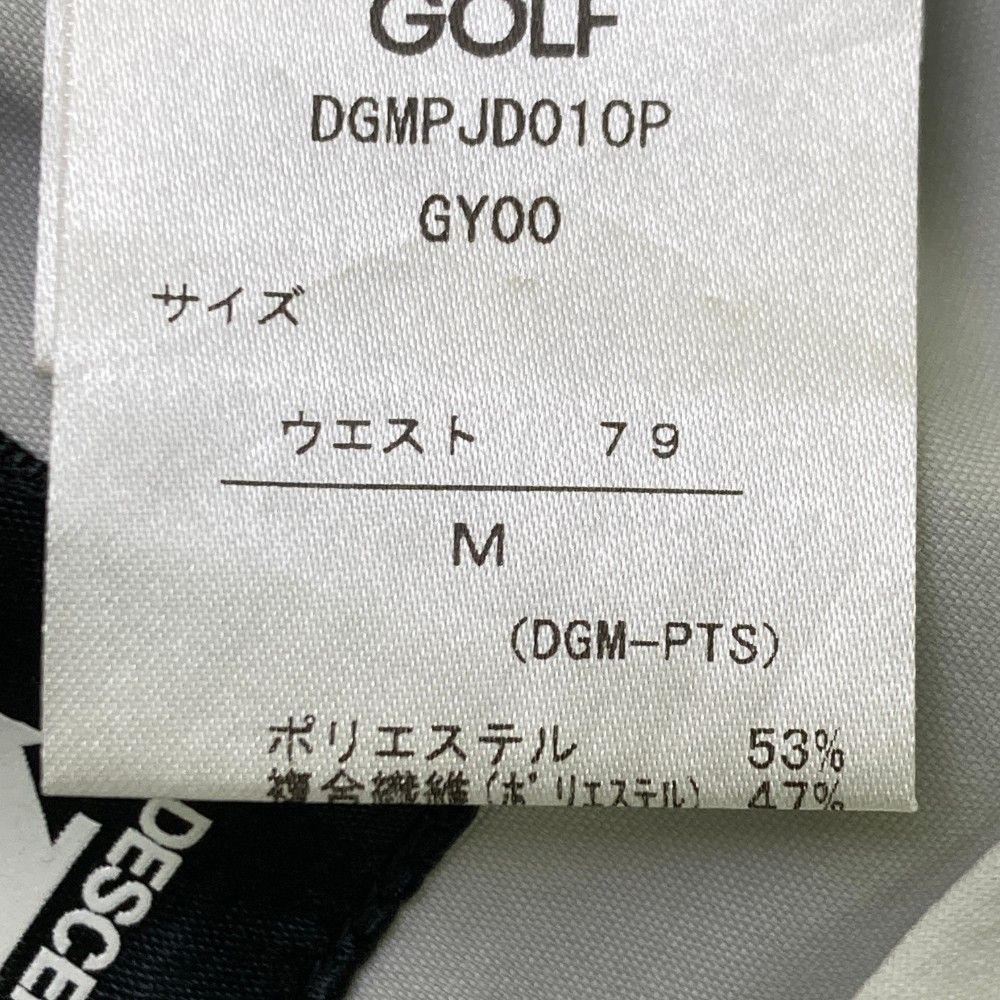 GOLF
DGMPJD010P
GY00
サイズ
ウエスト 79
M
(DGM-PTS)
ポリエステル 53%
複合繊維(ポリエステル) 47%
DESCE